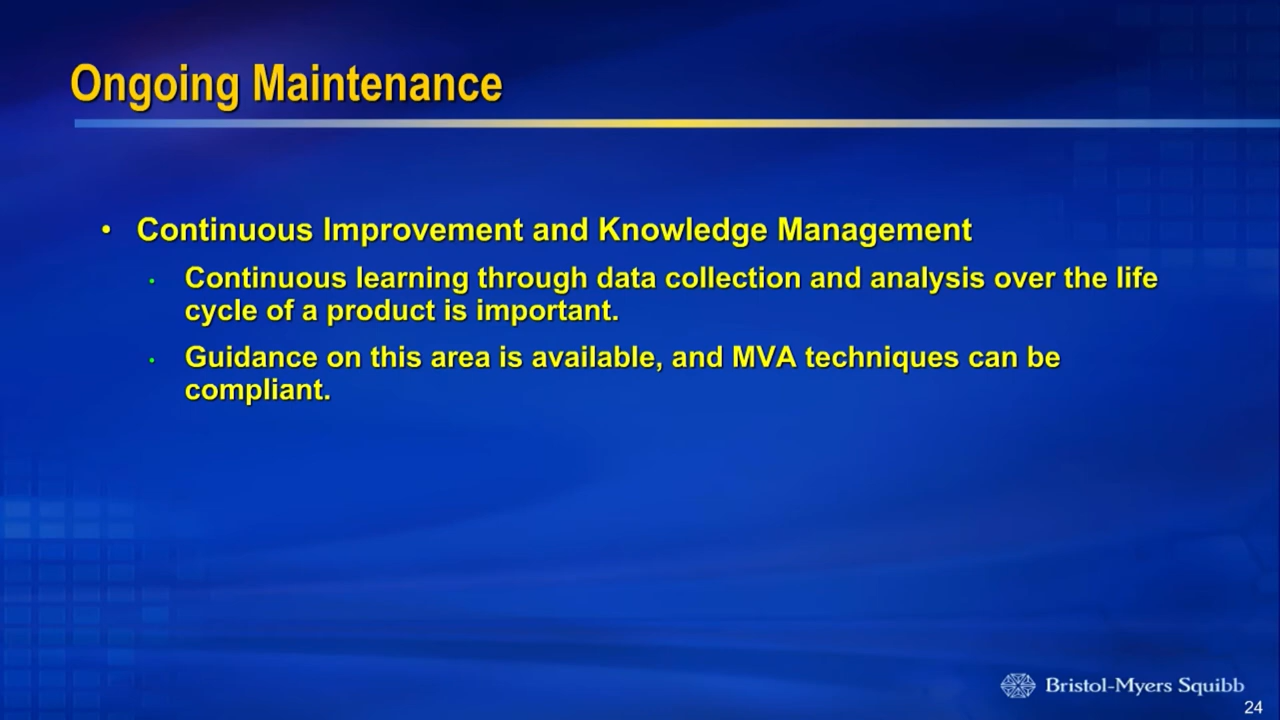 Ongoing Maintenance
• Continuous Improvement and Knowledge Management
• Continuous learning through data collection and analysis over the life
cycle of a product is important.
• Guidance on this area is available, and MVA techniques can be
compliant.
Bristol-Myers Squibb
24